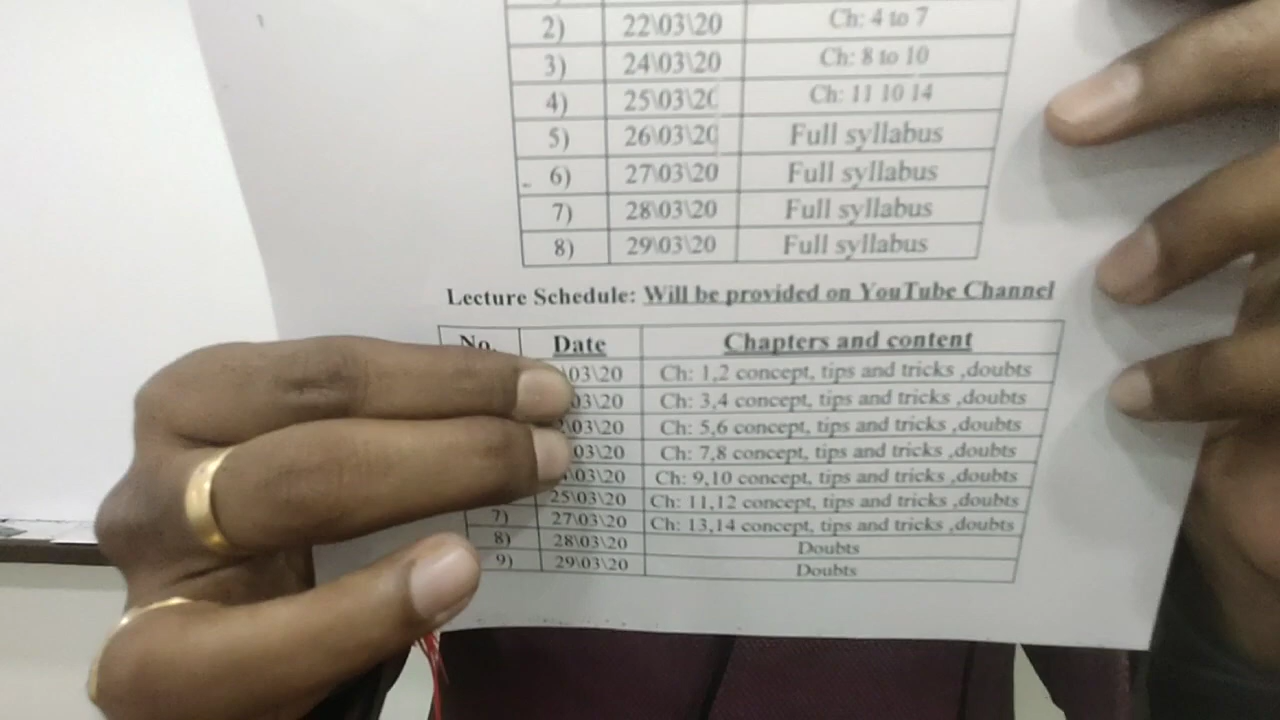 2) 22\03\20 Ch: 4 to 7
3) 24\03\20 Ch: 8 to 10
4) 25\03\20 Ch: 11 10 14
5) 26\03\20 Full syllabus
6) 27\03\20 Full syllabus
7) 28\03\20 Full syllabus
8) 29\03\20 Full syllabus
Lecture Schedule: Will be provided on YouTube Channel
No. Date Chapters and content
\03\20 Ch: 1,2 concept, tips and tricks ,doubts
03\20 Ch: 3,4 concept, tips and tricks ,doubts
\03\20 Ch: 5,6 concept, tips and tricks ,doubts
03\20 Ch: 7,8 concept, tips and tricks ,doubts
\03\20 Ch: 9,10 concept, tips and tricks ,doubts
25\03\20 Ch: 11,12 concept, tips and tricks ,doubts
7) 27\03\20 Ch: 13,14 concept, tips and tricks ,doubts
8) 28\03\20 Doubts
9) 29\03\20 Doubts